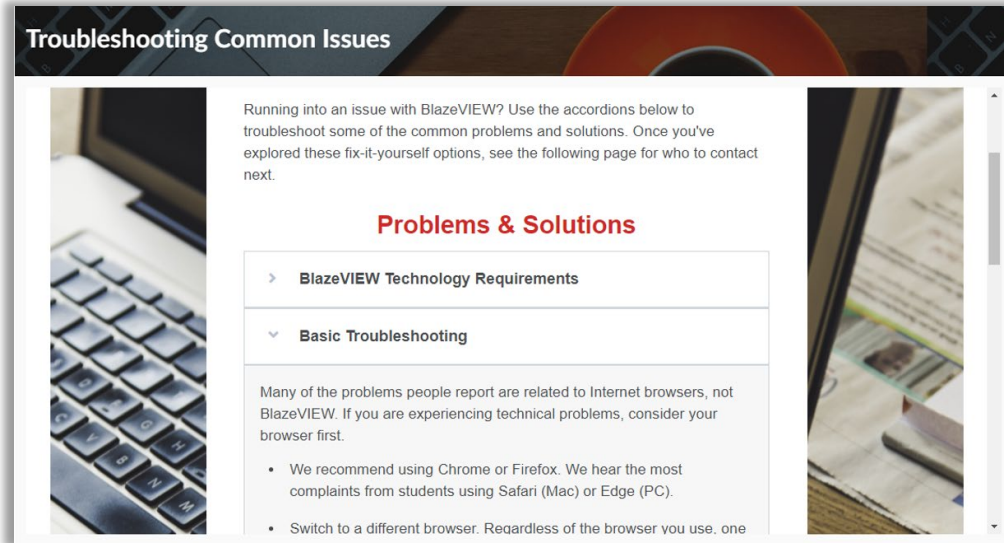 Troubleshooting Common Issues
Running into an issue with BlazeVIEW? Use the accordions below to
troubleshoot some of the common problems and solutions. Once you've
explored these fix-it-yourself options, see the following page for who to contact
next.
Problems & Solutions
BlazeVIEW Technology Requirements
Basic Troubleshooting
Many of the problems people report are related to Internet browsers, not
BlazeVIEW. If you are experiencing technical problems, consider your
browser first.
• We recommend using Chrome or Firefox. We hear the most
complaints from students using Safari (Mac) or Edge (PC).
• Switch to a different browser. Regardless of the browser you use, one